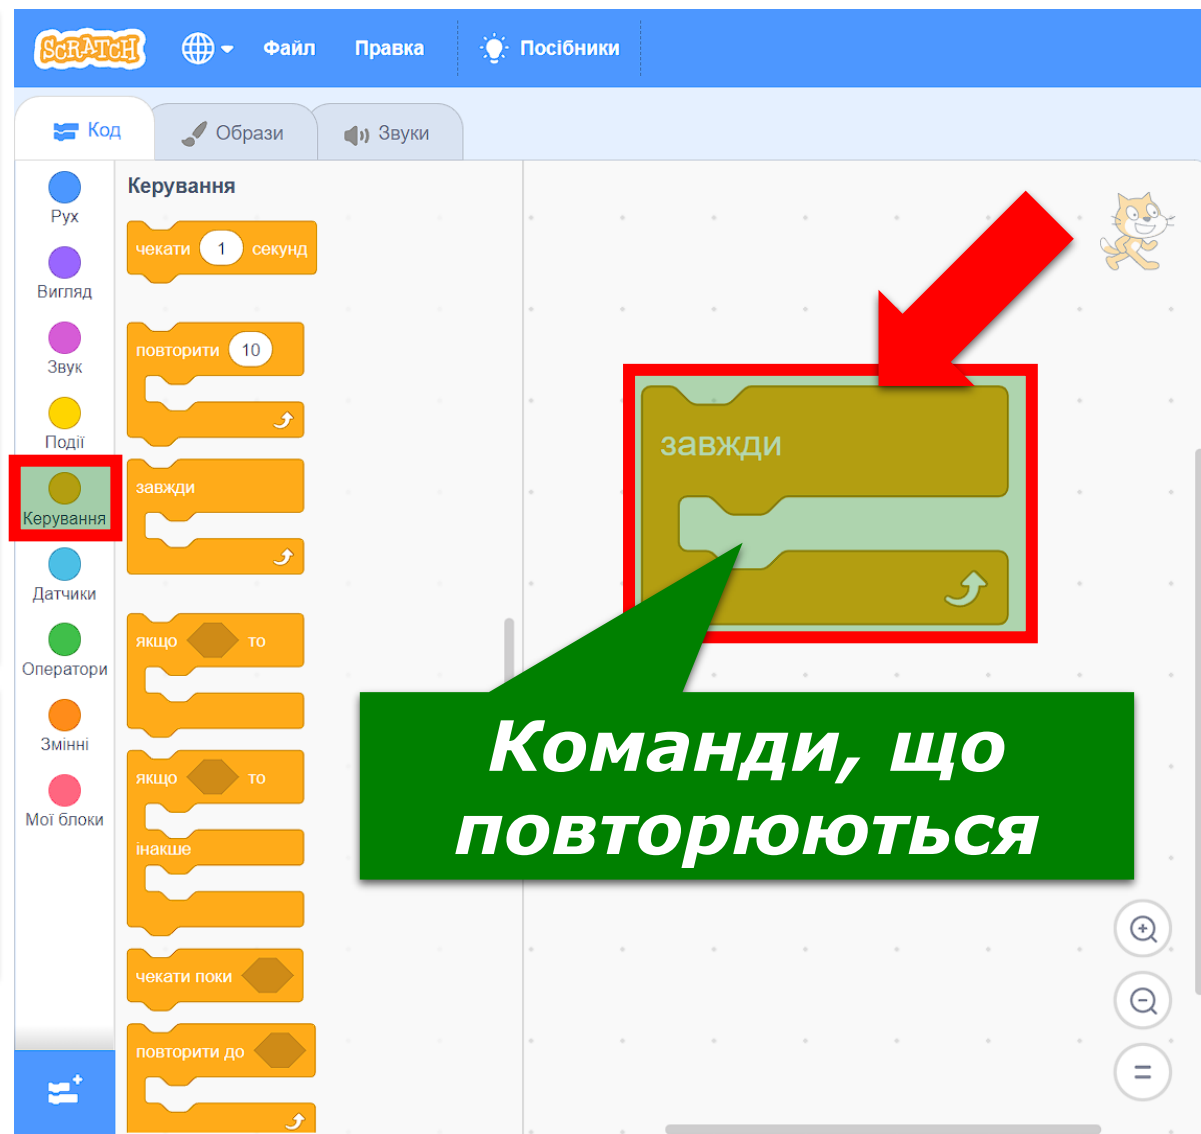 SCRATCH
Файл
Правка
Посібники
Код
Образи
Звуки
Рух
Вигляд
Звук
Події
Керування
Датчики
Оператори
Змінні
Мої блоки
Керування
чекати 1 секунд
повторити 10
завжди
якщо то
якщо то
інакше
чекати поки
повторити до
завжди
Команди, що
повторюються